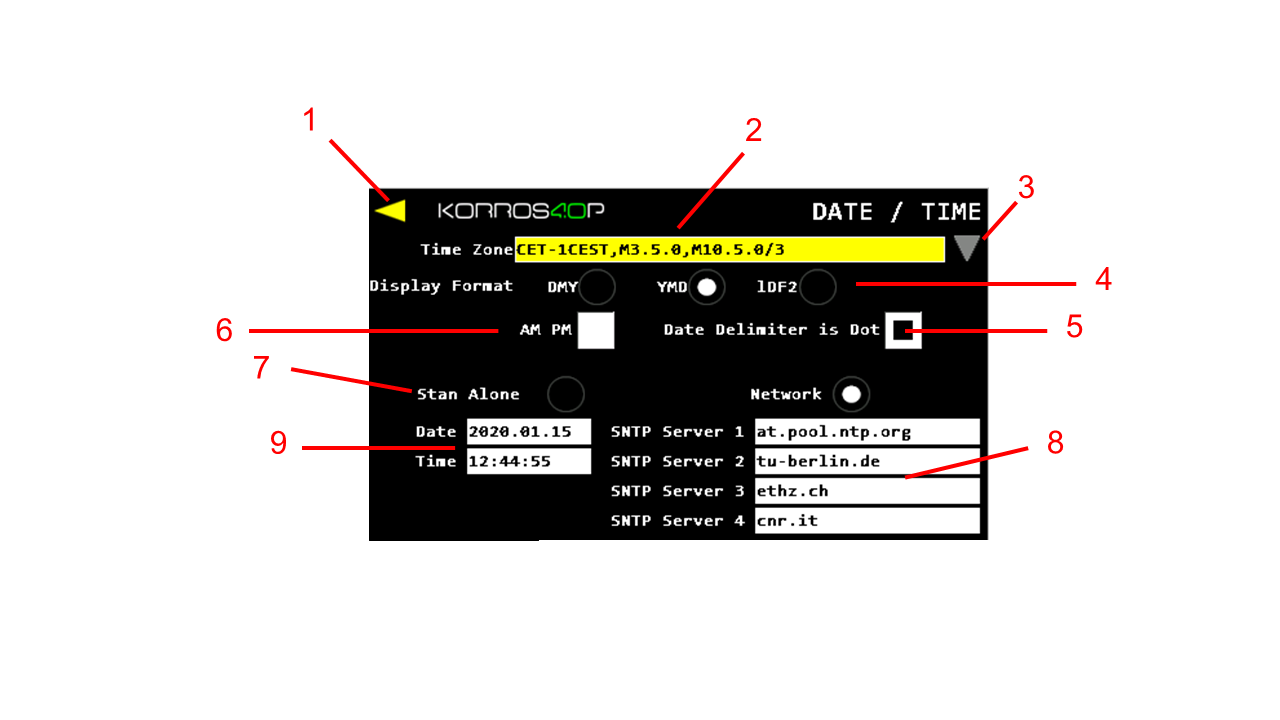 1
2
3
KORROS4.0P DATE / TIME
Time Zone CET-1CEST,M3.5.0,M10.5.0/3
Display Format DMY YMD lDF2 4
6 AM PM Date Delimiter is Dot 5
7
Stan Alone Network
Date 2020.01.15 SNTP Server 1 at.pool.ntp.org
9 8
Time 12:44:55 SNTP Server 2 tu-berlin.de
SNTP Server 3 ethz.ch
SNTP Server 4 cnr.it